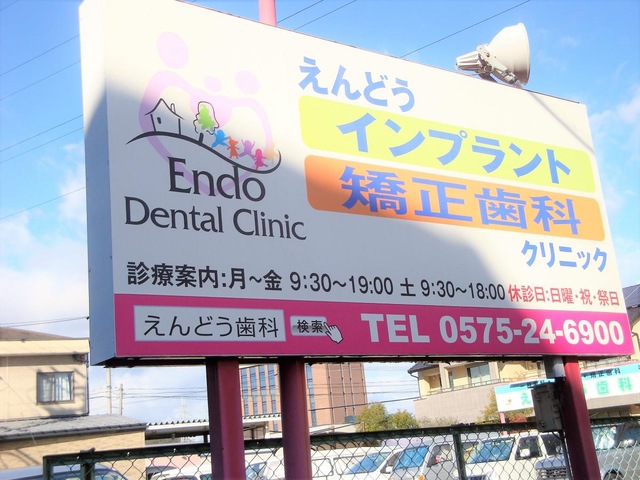 えんどう
インプラント
矯正歯科
クリニック
Endo
Dental Clinic
診療案内:月～金 9:30～19:00 土 9:30～18:00 休診日:日曜・祝・祭日
えんどう歯科 検索 TEL 0575-24-6900
歯科